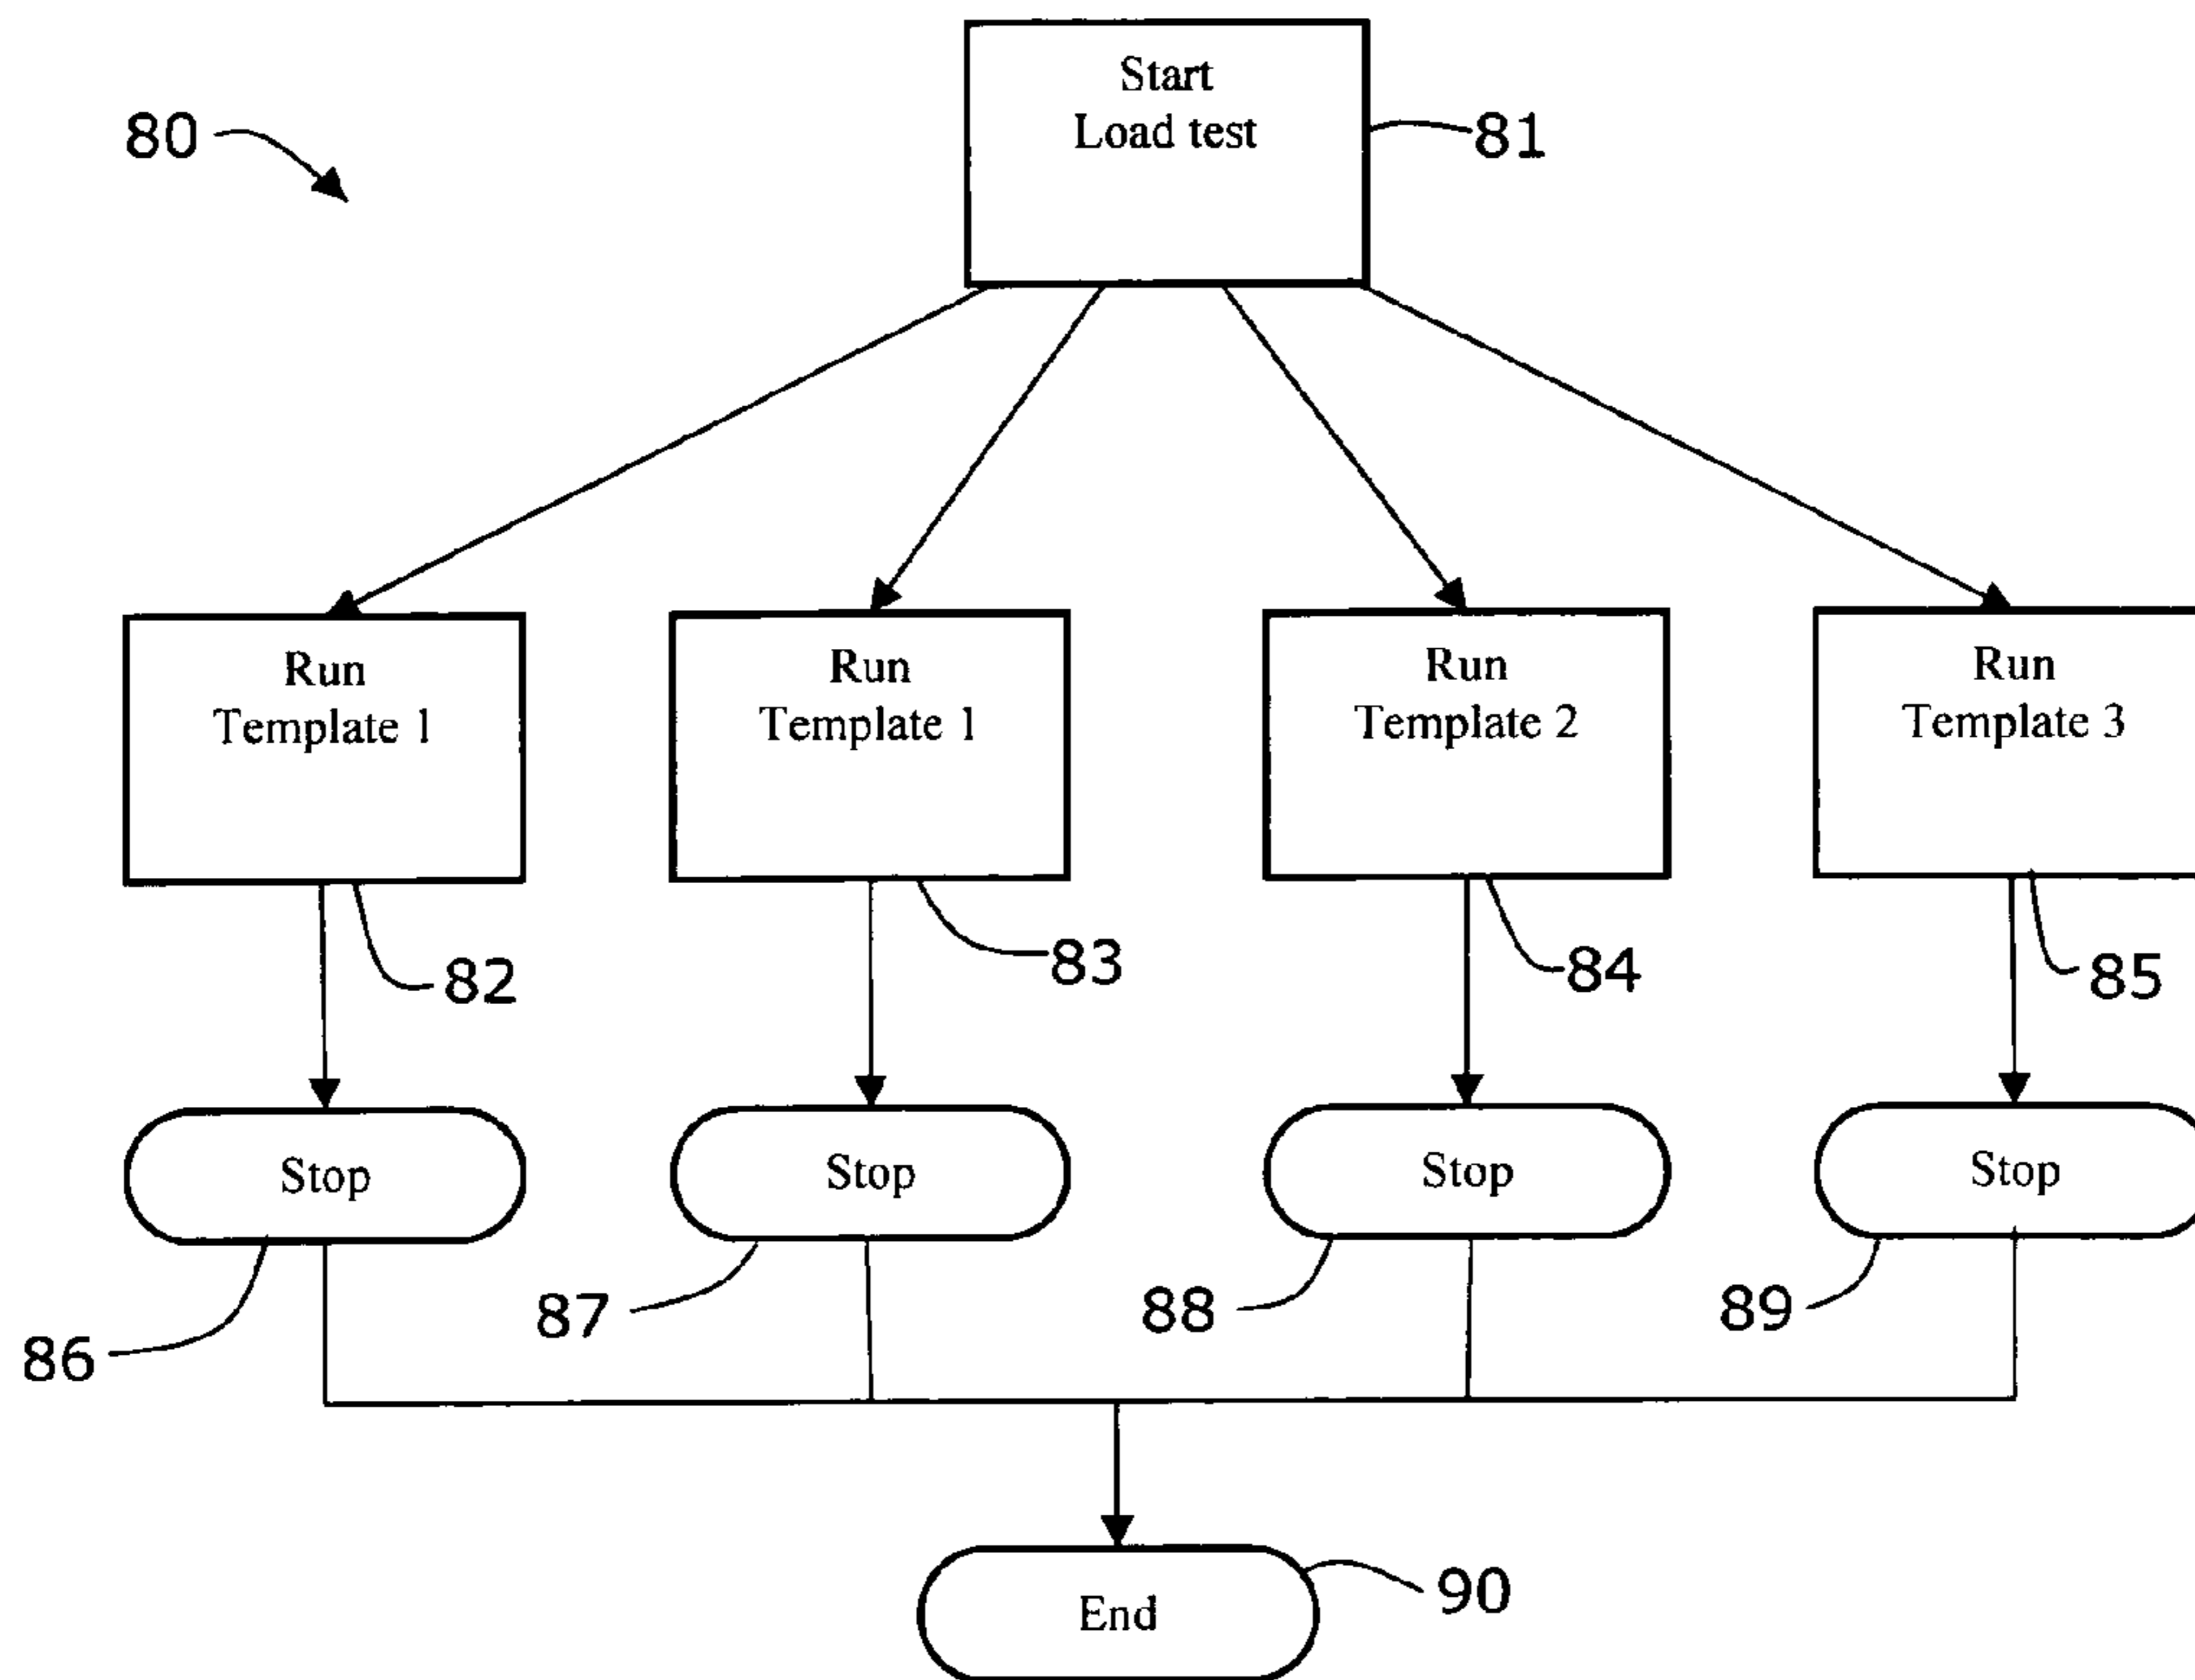 Start
Load test
80
81
Run
Template 1
Run
Template 1
Run
Template 2
Run
Template 3
82
83
84
85
Stop
Stop
Stop
Stop
86
87
88
89
End
90